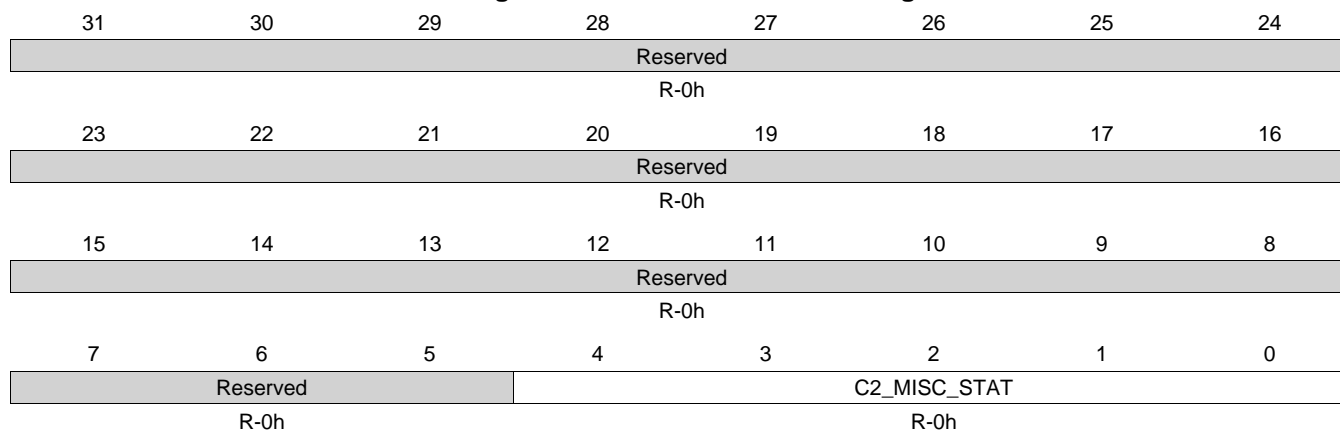 31 30 29 28 27 26 25 24
Reserved
R-0h
23 22 21 20 19 18 17 16
Reserved
R-0h
15 14 13 12 11 10 9 8
Reserved
R-0h
7 6 5 4 3 2 1 0
Reserved C2_MISC_STAT
R-0h R-0h